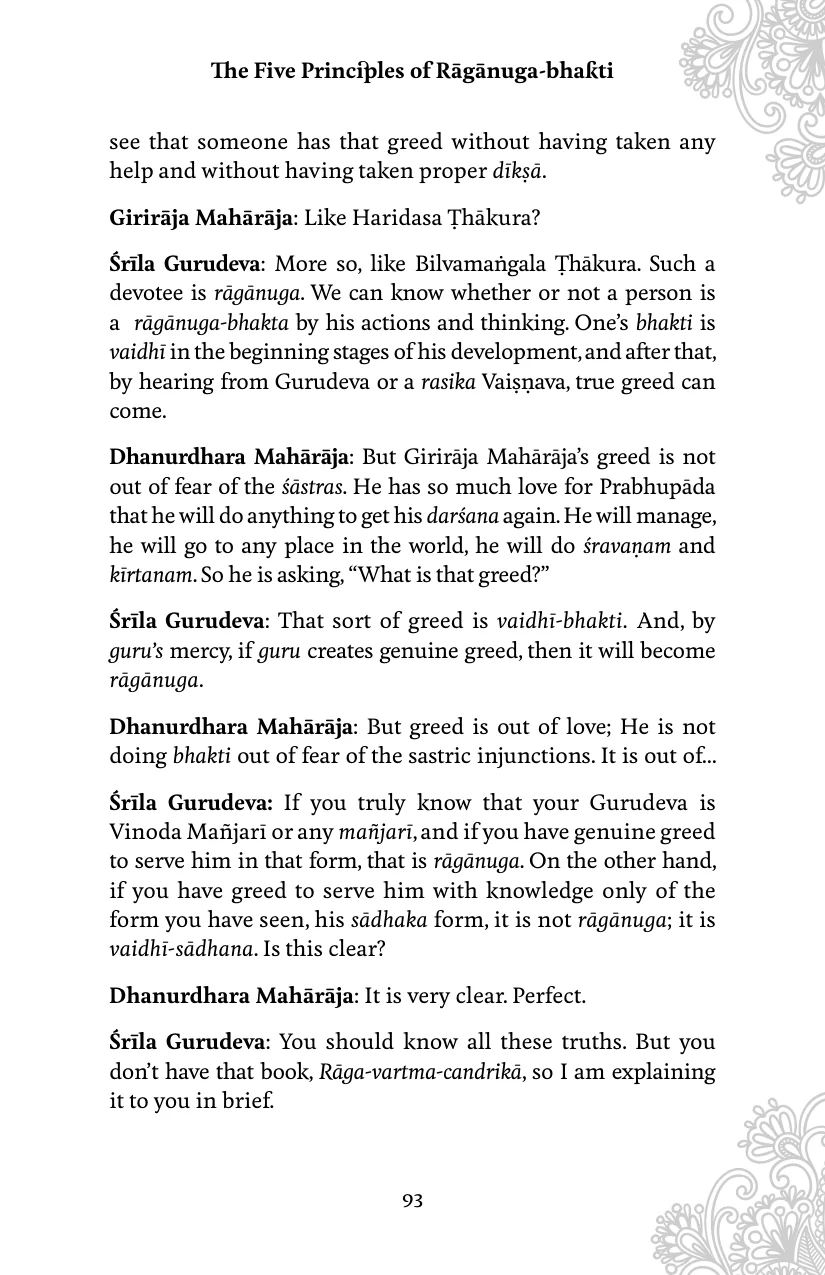 The Five Principles of Rāgānuga-bhakti
see that someone has that greed without having taken any
help and without having taken proper dīkṣā.
Girirāja Mahārāja: Like Haridasa Ṭhākura?
Śrīla Gurudeva: More so, like Bilvamaṅgala Ṭhākura. Such a
devotee is rāgānuga. We can know whether or not a person is
a rāgānuga-bhakta by his actions and thinking. One’s bhakti is
vaidhī in the beginning stages of his development, and after that,
by hearing from Gurudeva or a rasika Vaiṣṇava, true greed can
come.
Dhanurdhara Mahārāja: But Girirāja Mahārāja’s greed is not
out of fear of the śāstras. He has so much love for Prabhupāda
that he will do anything to get his darśana again. He will manage,
he will go to any place in the world, he will do śravaṇam and
kīrtanam. So he is asking, “What is that greed?”
Śrīla Gurudeva: That sort of greed is vaidhī-bhakti. And, by
guru’s mercy, if guru creates genuine greed, then it will become
rāgānuga.
Dhanurdhara Mahārāja: But greed is out of love; He is not
doing bhakti out of fear of the sastric injunctions. It is out of...
Śrīla Gurudeva: If you truly know that your Gurudeva is
Vinoda Mañjarī or any mañjarī, and if you have genuine greed
to serve him in that form, that is rāgānuga. On the other hand,
if you have greed to serve him with knowledge only of the
form you have seen, his sādhaka form, it is not rāgānuga; it is
vaidhī-sādhana. Is this clear?
Dhanurdhara Mahārāja: It is very clear. Perfect.
Śrīla Gurudeva: You should know all these truths. But you
don’t have that book, Rāga-vartma-candrikā, so I am explaining
it to you in brief.
93